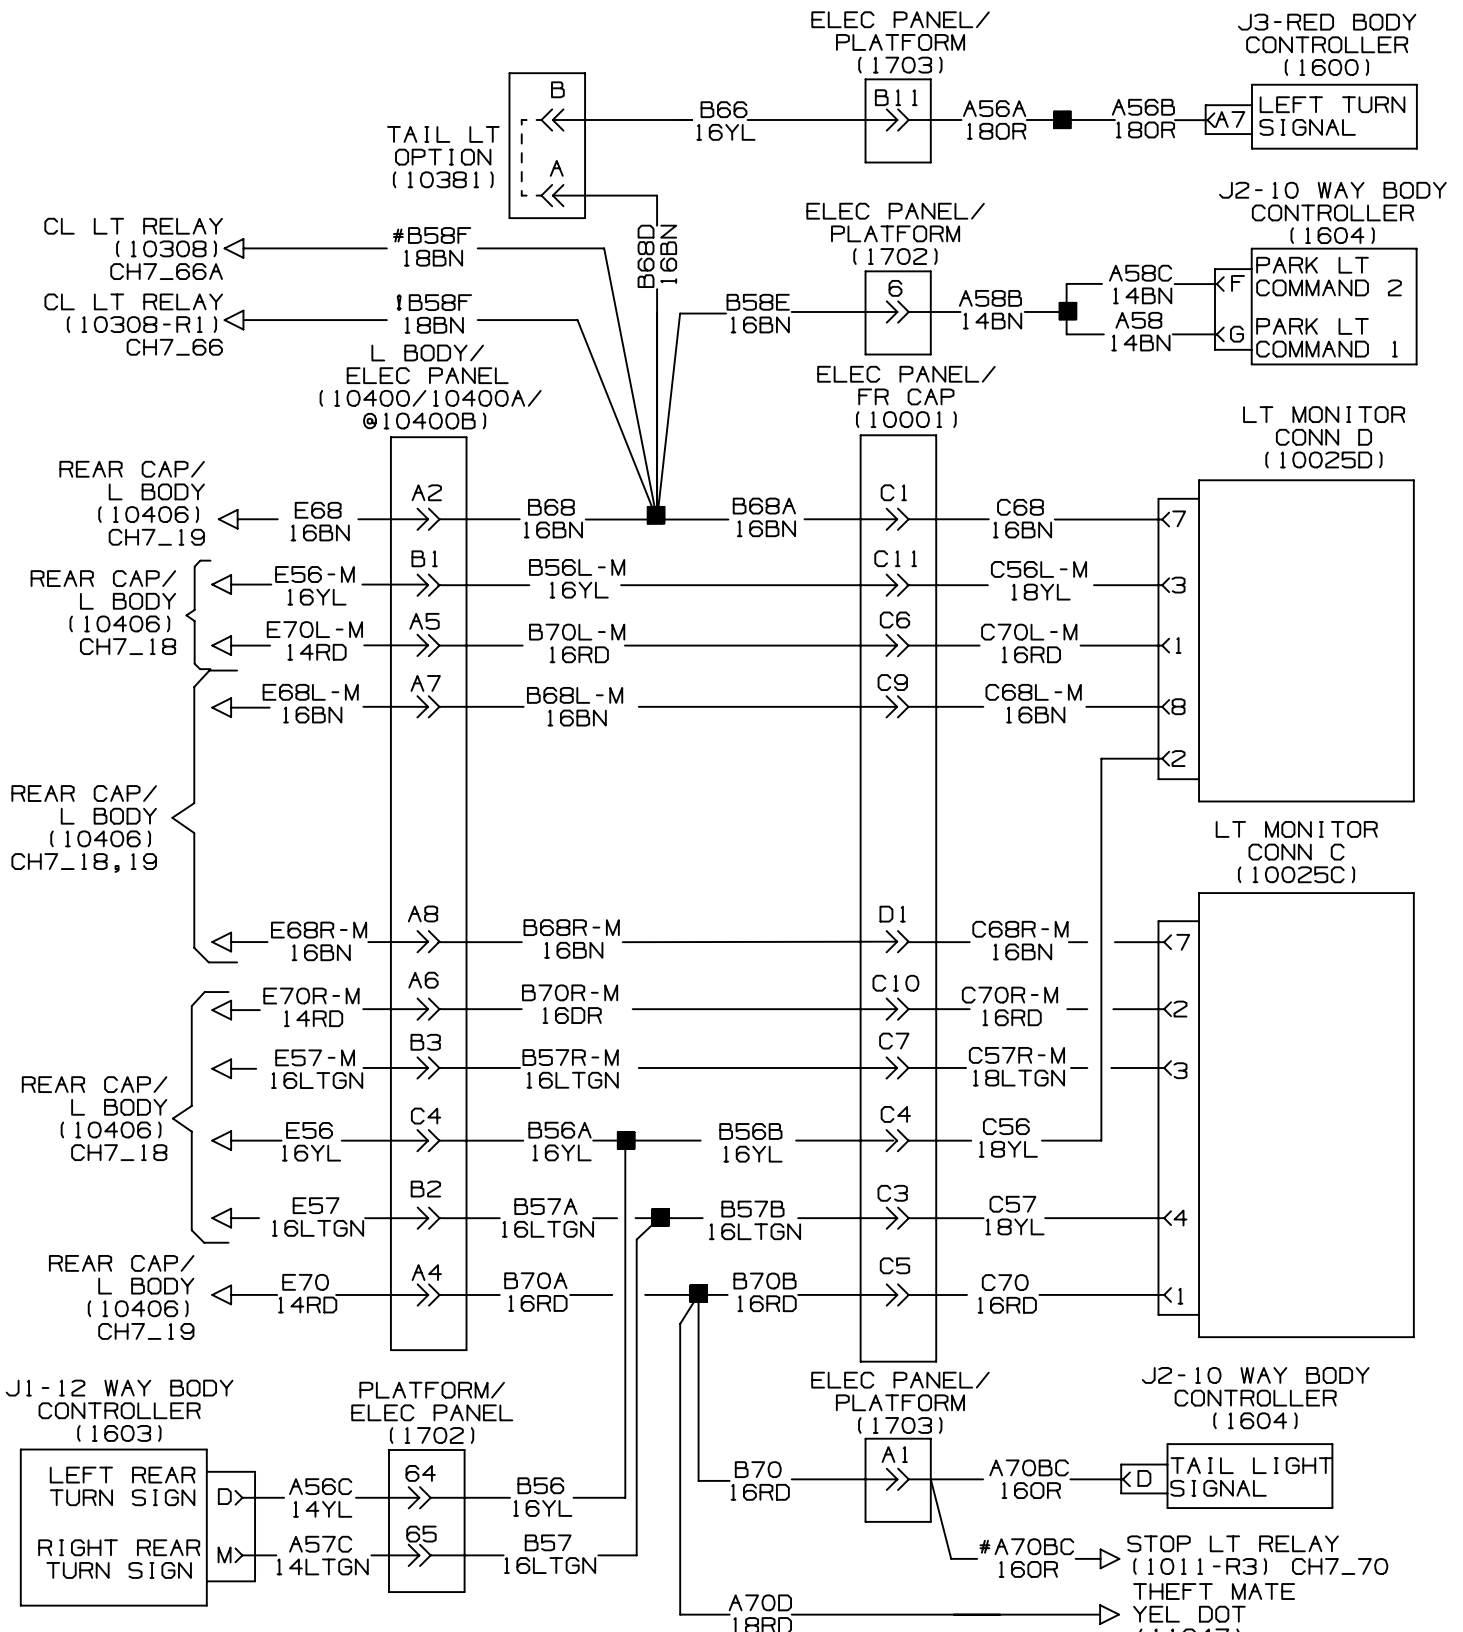 ELEC PANEL/
PLATFORM
(1703)
J3-RED BODY
CONTROLLER
(1600)
B
TAIL LT
OPTION
(10381)
A
B66
16YL
B11
A56A
18OR
A56B
18OR
A7
LEFT TURN
SIGNAL
CL LT RELAY
(10308)
CH7_66A
#B58F
18BN
B68D
16BN
ELEC PANEL/
PLATFORM
(1702)
J2-10 WAY BODY
CONTROLLER
(1604)
CL LT RELAY
(10308-R1)
CH7_66
!B58F
18BN
B58E
16BN
6
A58B
14BN
A58C
14BN
A58
14BN
F
PARK LT
COMMAND 2
G
PARK LT
COMMAND 1
L BODY/
ELEC PANEL
(10400/10400A/
@10400B)
ELEC PANEL/
FR CAP
(10001)
LT MONITOR
CONN D
(10025D)
REAR CAP/
L BODY
(10406)
CH7_19
E68
16BN
A2
B68
16BN
B68A
16BN
C1
C68
16BN
7
REAR CAP/
L BODY
(10406)
CH7_18
E56-M
16YL
B1
B56L-M
16YL
C11
C56L-M
18YL
3
E70L-M
14RD
A5
B70L-M
16RD
C6
C70L-M
16RD
1
E68L-M
16BN
A7
B68L-M
16BN
C9
C68L-M
16BN
8
2
REAR CAP/
L BODY
(10406)
CH7_18,19
LT MONITOR
CONN C
(10025C)
E68R-M
16BN
A8
B68R-M
16BN
D1
C68R-M
16BN
7
E70R-M
14RD
A6
B70R-M
16DR
C10
C70R-M
16RD
2
REAR CAP/
L BODY
(10406)
CH7_18
E57-M
16LTGN
B3
B57R-M
16LTGN
C7
C57R-M
18LTGN
3
E56
16YL
C4
B56A
16YL
B56B
16YL
C4
C56
18YL
E57
16LTGN
B2
B57A
16LTGN
B57B
16LTGN
C3
C57
18YL
4
REAR CAP/
L BODY
(10406)
CH7_19
E70
14RD
A4
B70A
16RD
B70B
16RD
C5
C70
16RD
1
J1-12 WAY BODY
CONTROLLER
(1603)
PLATFORM/
ELEC PANEL
(1702)
ELEC PANEL/
PLATFORM
(1703)
J2-10 WAY BODY
CONTROLLER
(1604)
LEFT REAR
TURN SIGN
D
A56C
14YL
64
B56
16YL
B70
16RD
A1
A70BC
16OR
D
TAIL LIGHT
SIGNAL
RIGHT REAR
TURN SIGN
M
A57C
14LTGN
65
B57
16LTGN
#A70BC
16OR
STOP LT RELAY
(1011-R3) CH7_70
A70D
18RD
THEFT MATE
YEL DOT